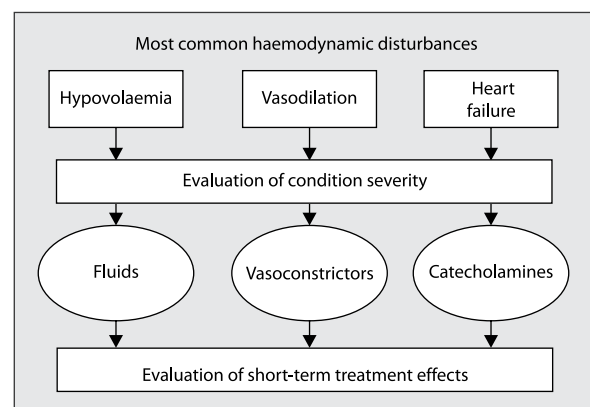 Most common haemodynamic disturbances
Hypovolaemia
Vasodilation
Heart
failure
Evaluation of condition severity
Fluids
Vasoconstrictors
Catecholamines
Evaluation of short-term treatment effects